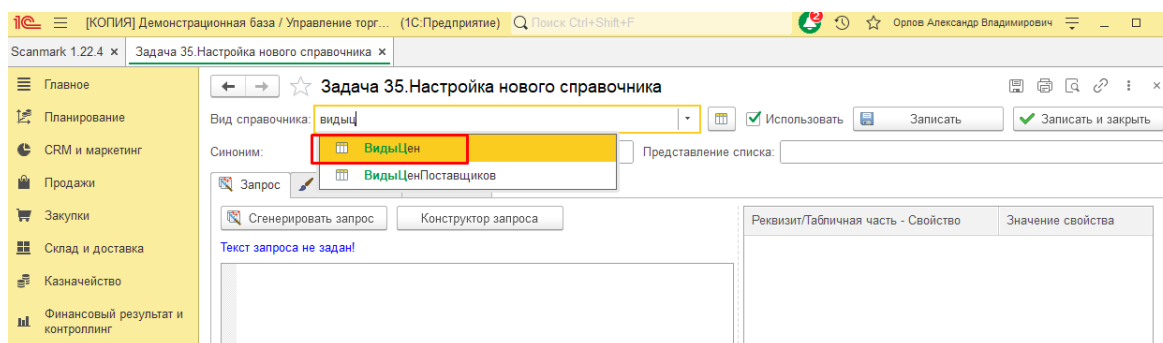 1С [КОПИЯ] Демонстрационная база / Управление торг... (1С:Предприятие) Поиск Ctrl+Shift+F 2 Орлов Александр Владимирович
Scanmark 1.22.4 × Задача 35.Настройка нового справочника ×
Главное
Планирование
CRM и маркетинг
Продажи
Закупки
Склад и доставка
Казначейство
Финансовый результат и
контроллинг
Задача 35.Настройка нового справочника
Вид справочника: видыц Использовать Записать Записать и закрыть
Синоним: Представление списка:
ВидыЦен
ВидыЦенПоставщиков
Запрос
Сгенерировать запрос Конструктор запроса
Текст запроса не задан!
Реквизит/Табличная часть - Свойство Значение свойства